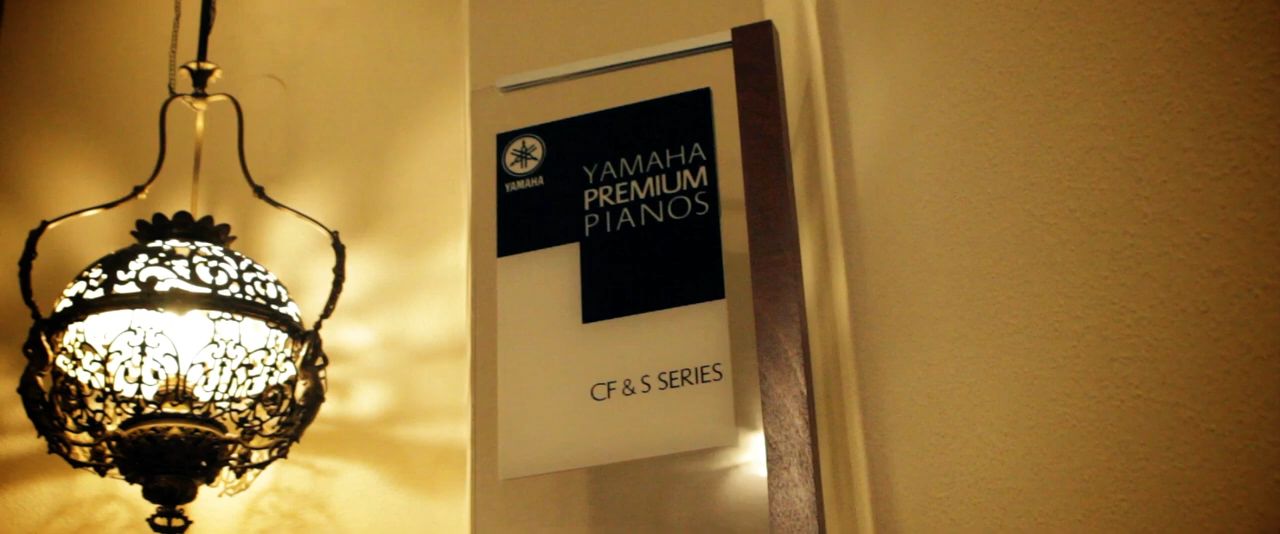 YAMAHA
YAMAHA
PREMIUM
PIANOS
CF & S SERIES